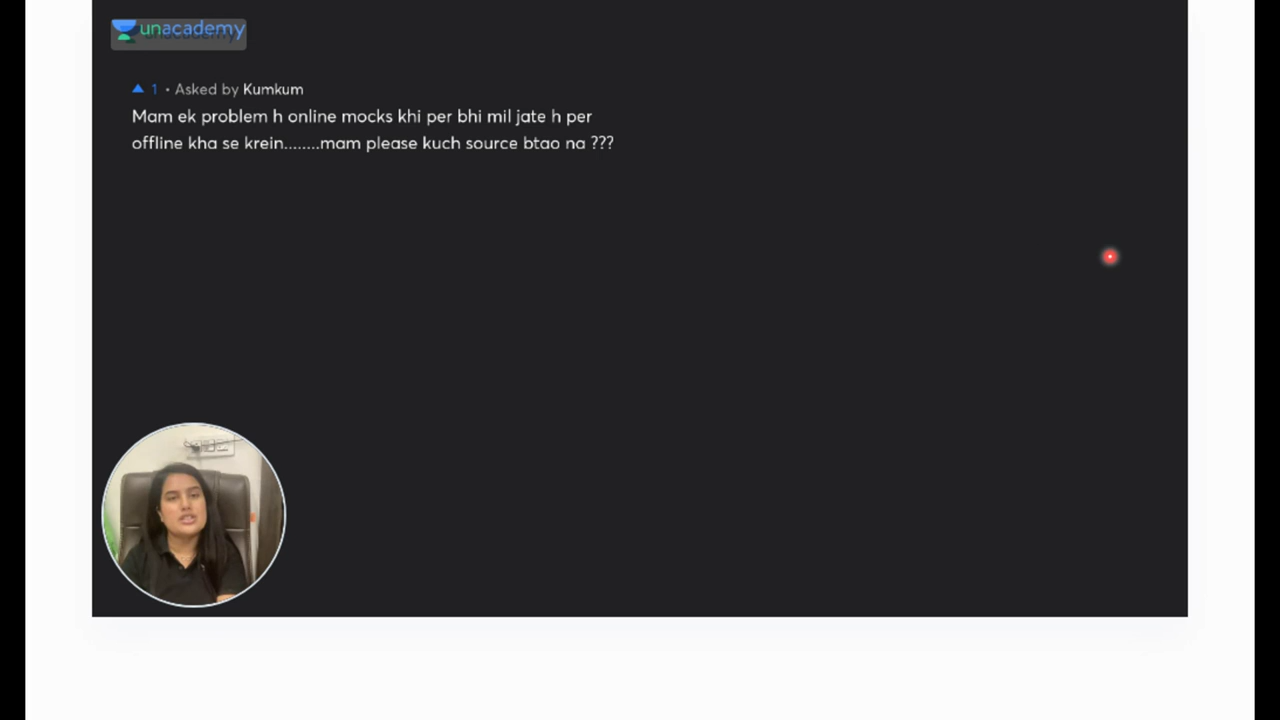 unacademy
1 • Asked by Kumkum
Mam ek problem h online mocks khi per bhi mil jate h per
offline kha se krein........mam please kuch source btao na ???